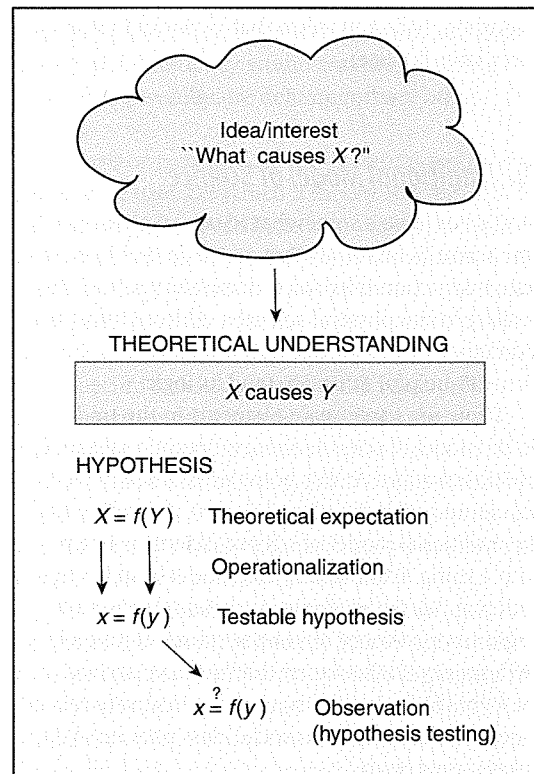 Idea/interest
``What causes X?"
THEORETICAL UNDERSTANDING
X causes Y
HYPOTHESIS
X = f(Y) Theoretical expectation
Operationalization
x = f(y) Testable hypothesis
?
x = f(y) Observation
(hypothesis testing)